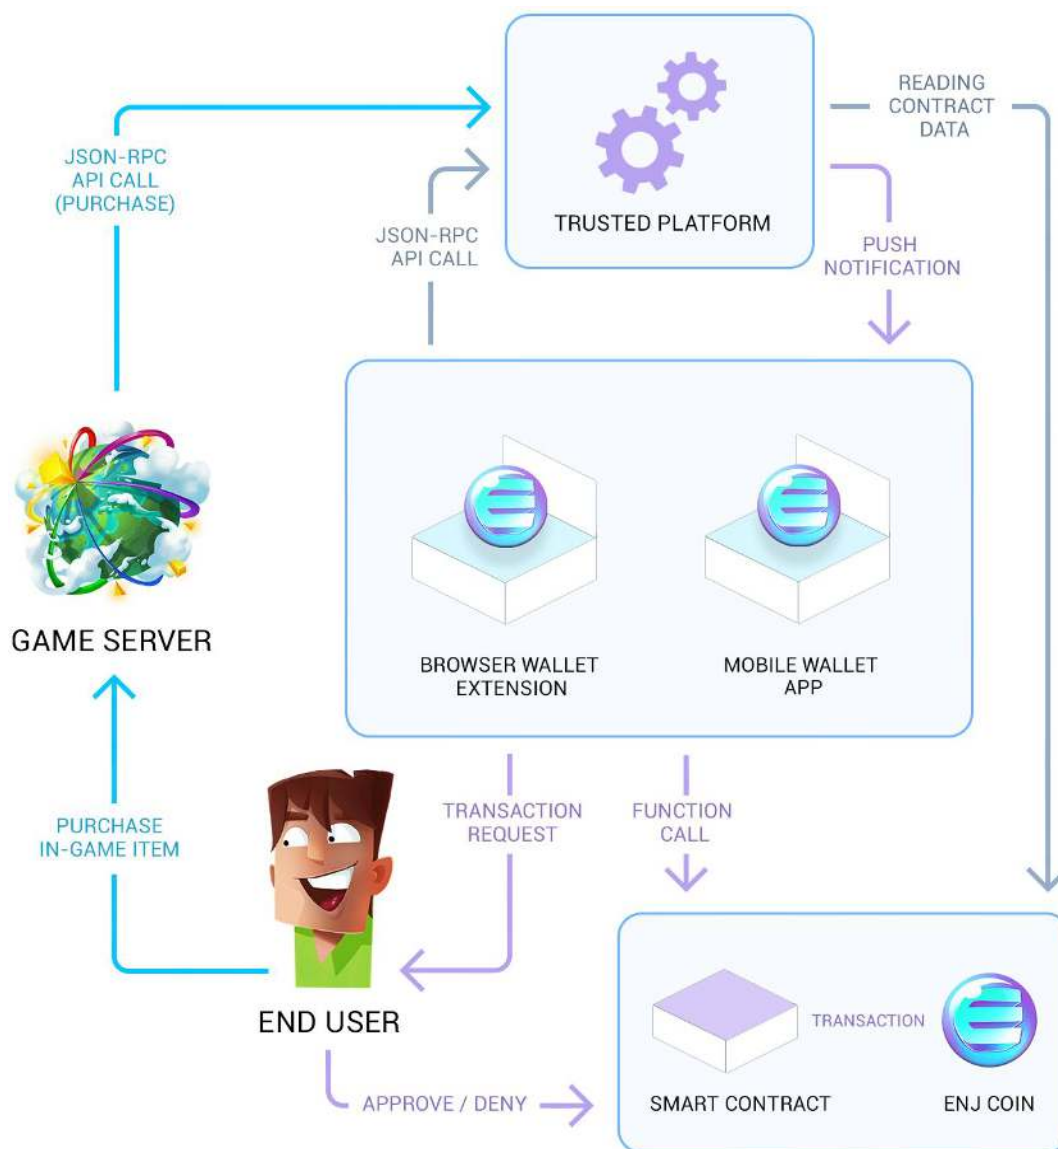 READING
CONTRACT
DATA
JSON-RPC
API CALL
(PURCHASE)
TRUSTED PLATFORM
JSON-RPC
API CALL
PUSH
NOTIFICATION
GAME SERVER
BROWSER WALLET
EXTENSION
MOBILE WALLET
APP
PURCHASE
IN-GAME ITEM
TRANSACTION
REQUEST
FUNCTION
CALL
END USER
TRANSACTION
APPROVE / DENY
SMART CONTRACT
ENJ COIN